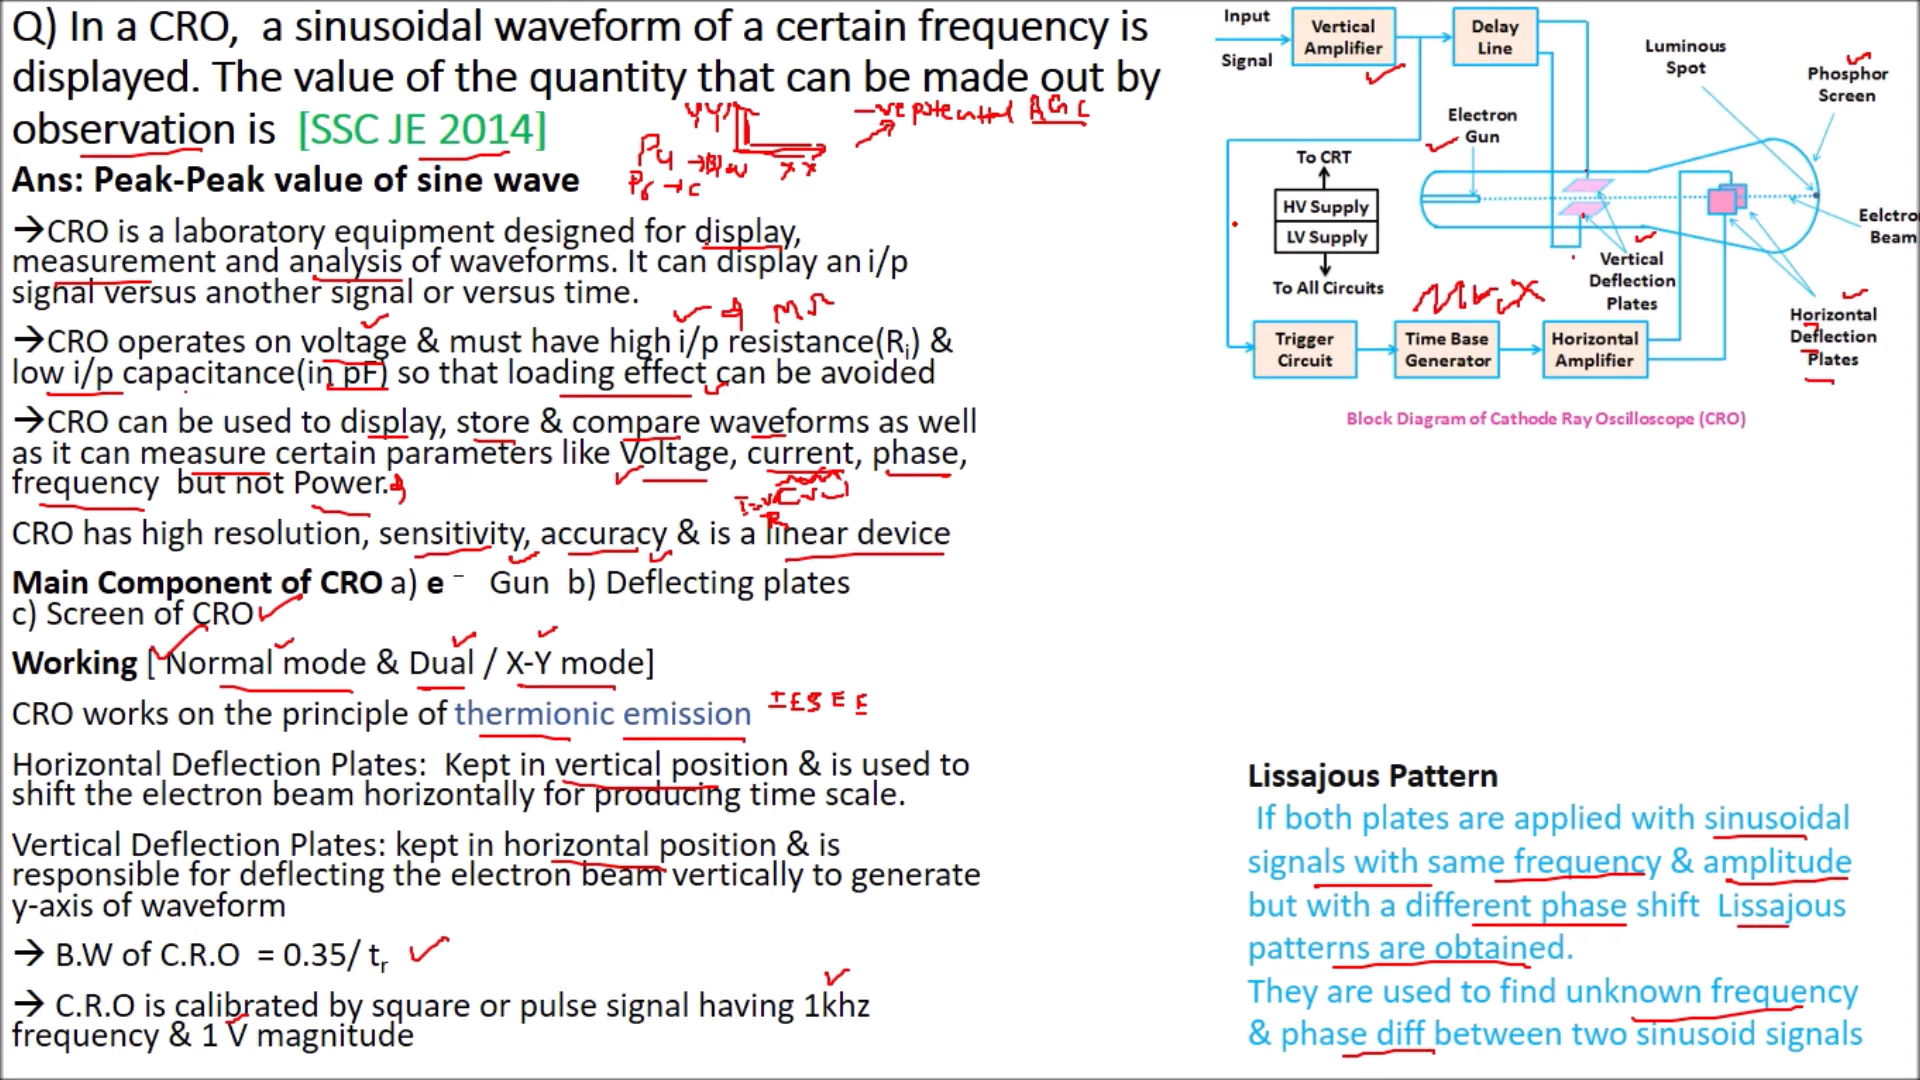 Q) In a CRO, a sinusoidal waveform of a certain frequency is
displayed. The value of the quantity that can be made out by
observation is [SSC JE 2014]
-ve potential AGC
Ans: Peak-Peak value of sine wave
→CRO is a laboratory equipment designed for display,
measurement and analysis of waveforms. It can display an i/p
signal versus another signal or versus time.
→CRO operates on voltage & must have high i/p resistance(Ri) &
low i/p capacitance(in pF) so that loading effect can be avoided
→CRO can be used to display, store & compare waveforms as well
as it can measure certain parameters like Voltage, current, phase,
frequency but not Power.
CRO has high resolution, sensitivity, accuracy & is a linear device
Main Component of CRO a) e⁻ Gun b) Deflecting plates
c) Screen of CRO
Working [ Normal mode & Dual / X-Y mode]
CRO works on the principle of thermionic emission
Horizontal Deflection Plates: Kept in vertical position & is used to
shift the electron beam horizontally for producing time scale.
Vertical Deflection Plates: kept in horizontal position & is
responsible for deflecting the electron beam vertically to generate
y-axis of waveform
→ B.W of C.R.O = 0.35/ tr
→ C.R.O is calibrated by square or pulse signal having 1khz
frequency & 1 V magnitude
Input
Signal
Vertical
Amplifier
Delay
Line
Luminous
Spot
Phosphor
Screen
Electron
Gun
To CRT
HV Supply
LV Supply
To All Circuits
Eelctron
Beam
Vertical
Deflection
Plates
Horizontal
Deflection
Plates
Trigger
Circuit
Time Base
Generator
Horizontal
Amplifier
Block Diagram of Cathode Ray Oscilloscope (CRO)
Lissajous Pattern
If both plates are applied with sinusoidal
signals with same frequency & amplitude
but with a different phase shift Lissajous
patterns are obtained.
They are used to find unknown frequency
& phase diff between two sinusoid signals